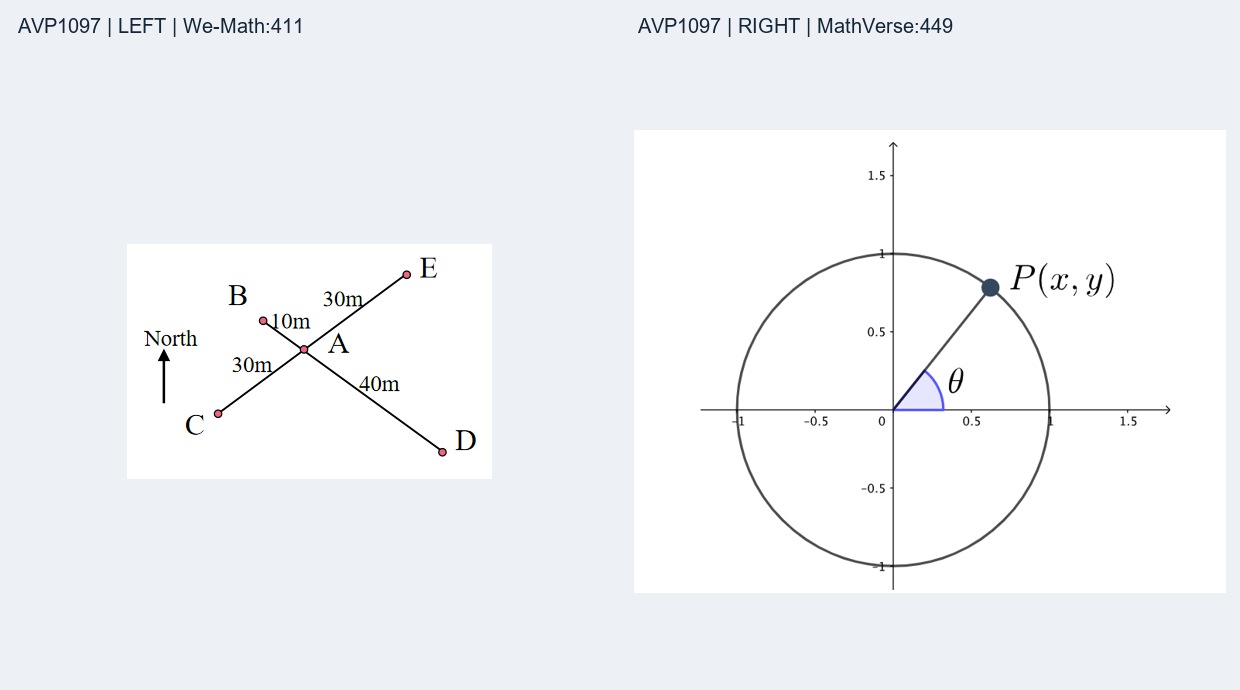 AVP1097 | LEFT | We-Math:411
AVP1097 | RIGHT | MathVerse:449
E
B
30m
10m
North
A
30m
40m
C
D
1.5
1
P(x, y)
0.5
θ
-1
-0.5
0
0.5
1
1.5
-0.5
-1